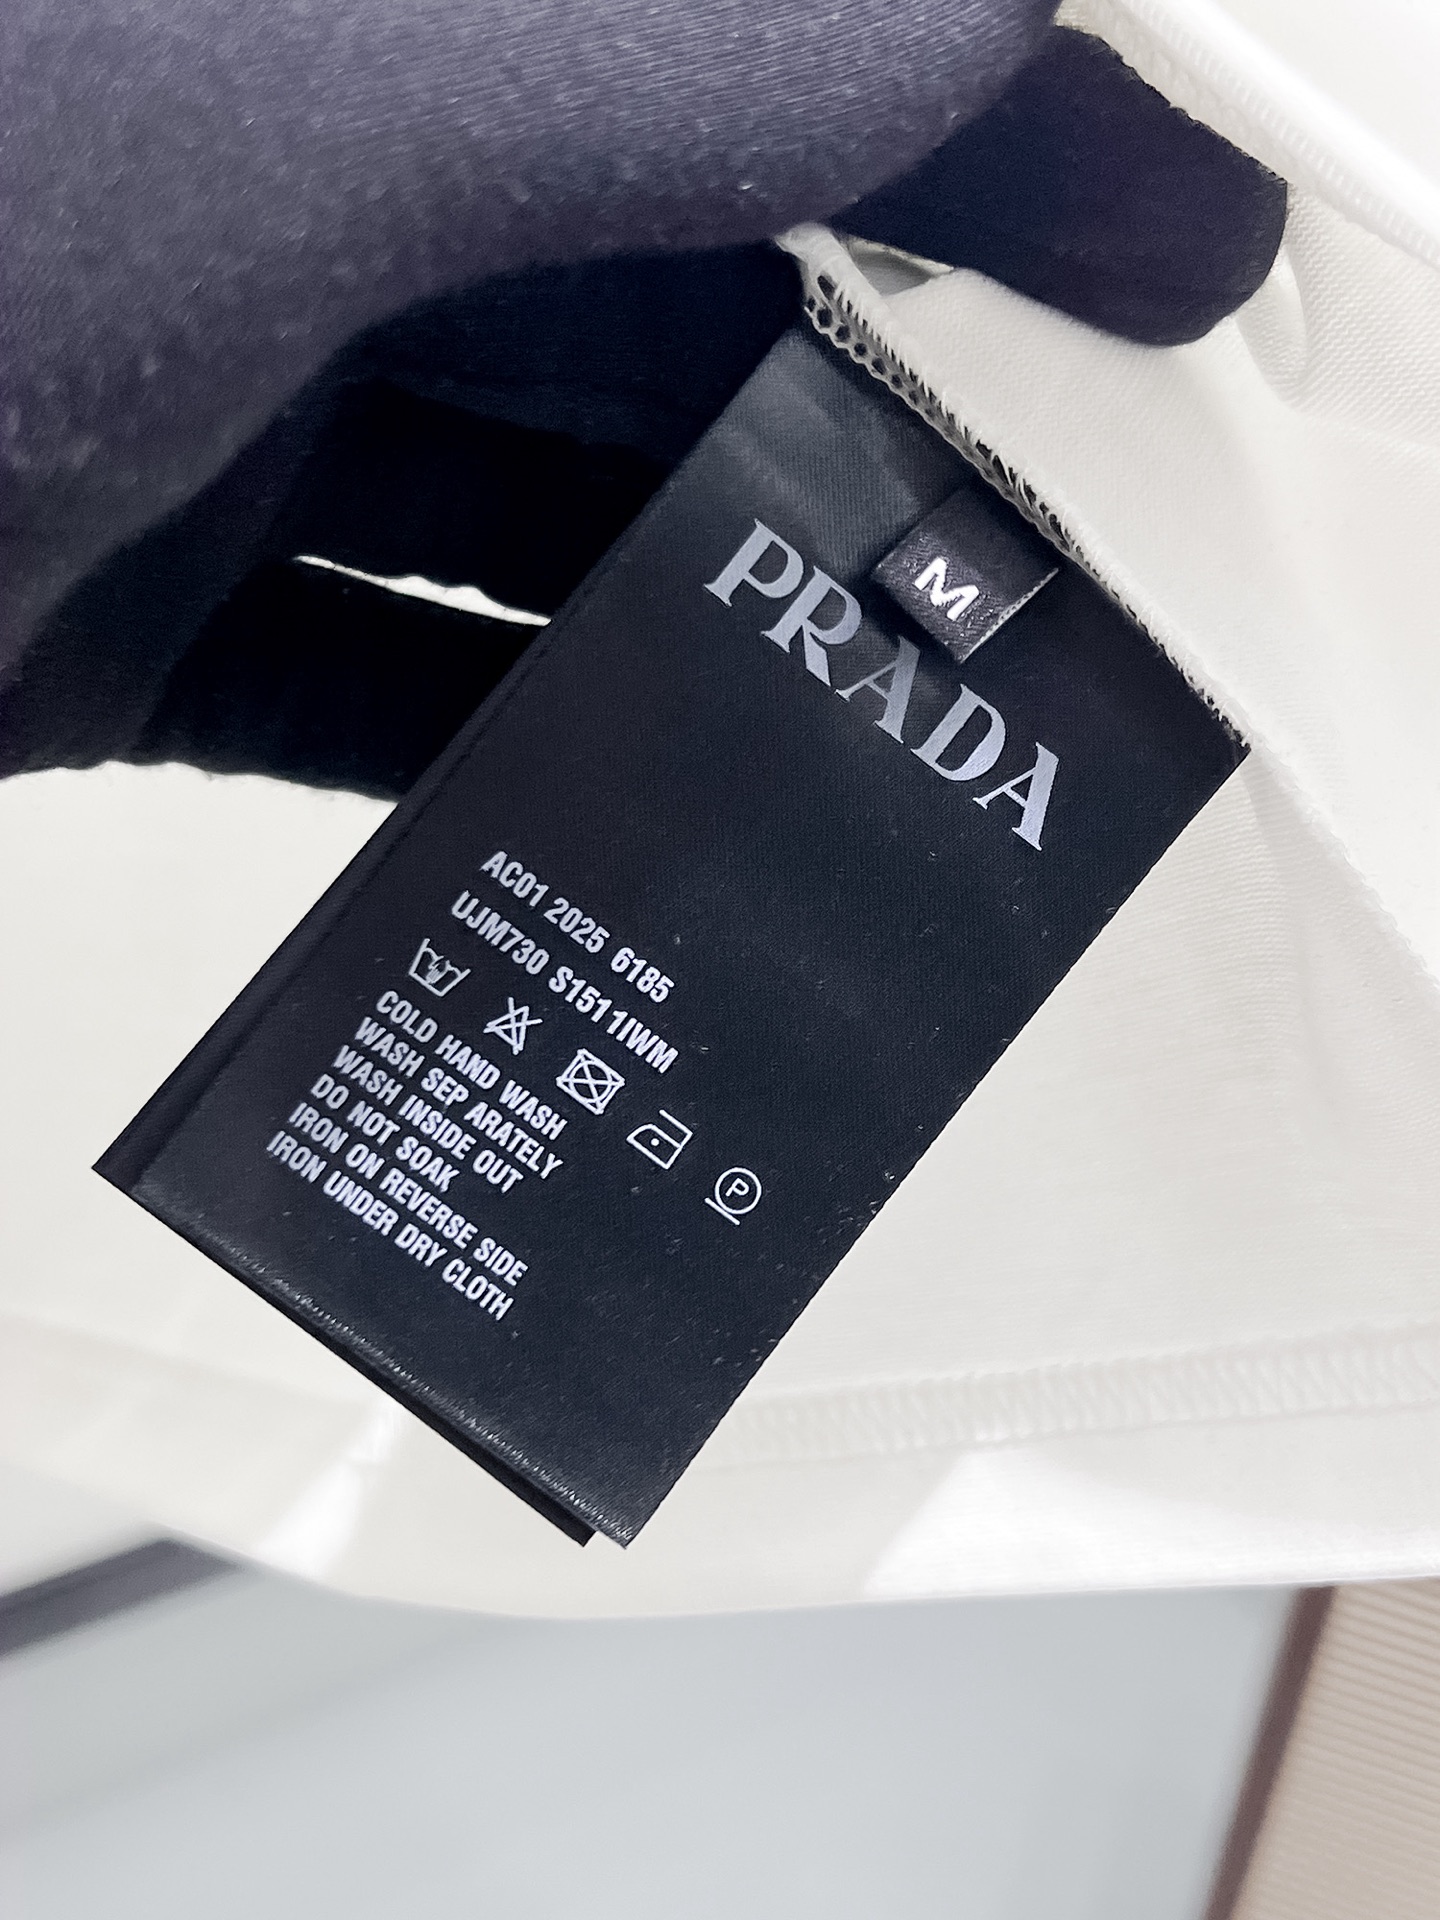 M
PRADA
AC01 2025 6185
UJM730 S1511IWM
P
COLD HAND WASH
WASH SEP ARATELY
WASH INSIDE OUT
DO NOT SOAK
IRON ON REVERSE SIDE
IRON UNDER DRY CLOTH